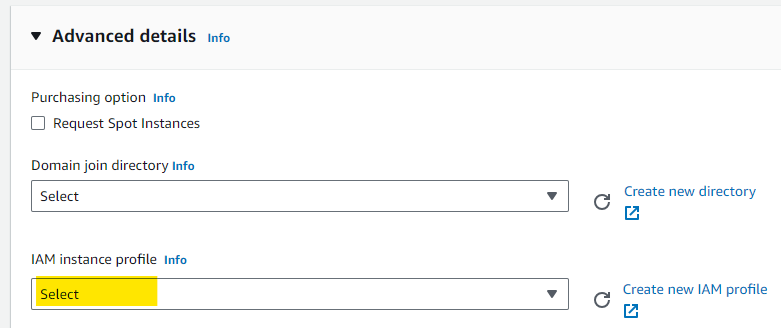 Advanced details Info
Purchasing option Info
Request Spot Instances
Domain join directory Info
Select
Create new directory
IAM instance profile Info
Select
Create new IAM profile